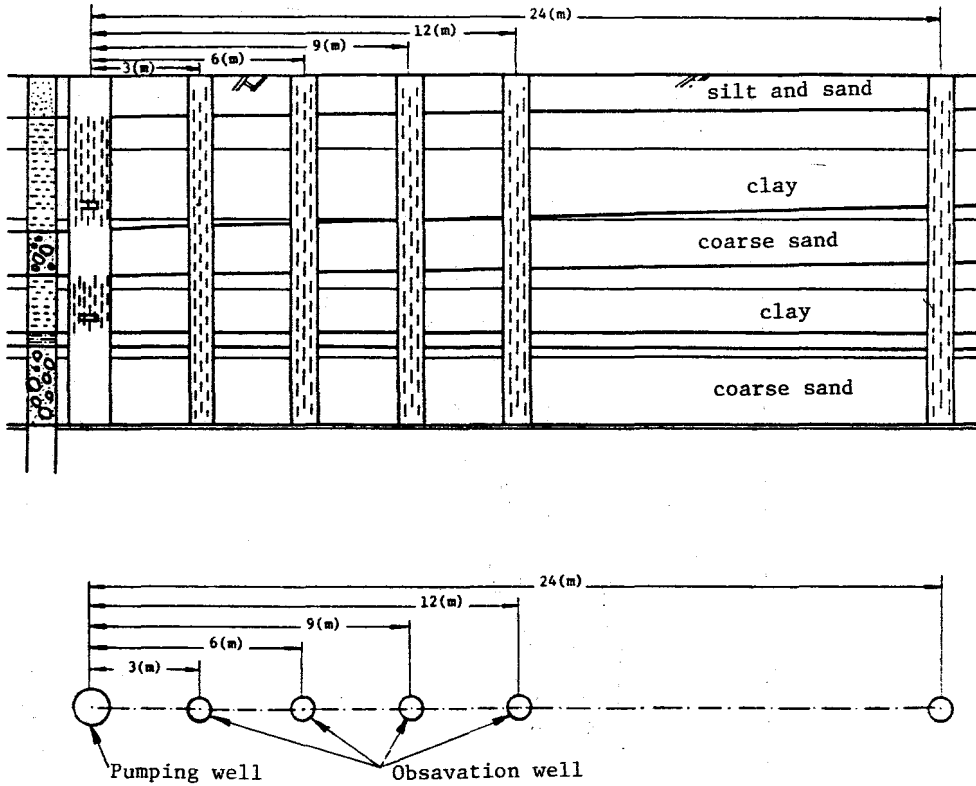 24(m)
12(m)
9(m)
6(m)
3(m)
silt and sand
clay
coarse sand
clay
coarse sand
24(m)
12(m)
9(m)
6(m)
3(m)
Pumping well
Obsavation well